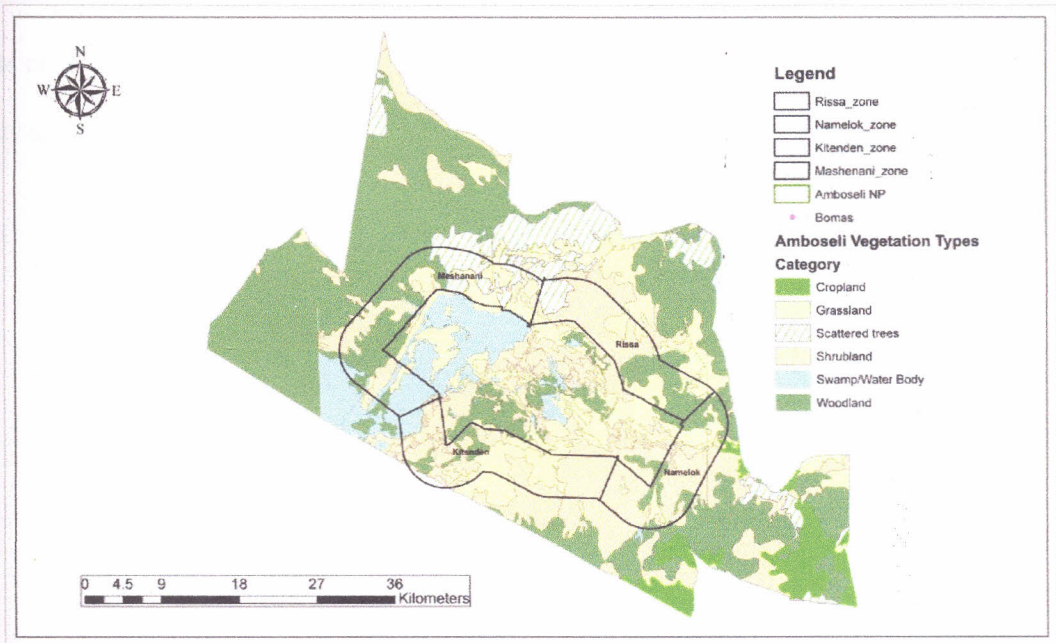 N
W E
S
Legend
Rissa_zone
Namelok_zone
Kitenden_zone
Mashenani_zone
Amboseli NP
Bomas
Amboseli Vegetation Types
Category
Cropland
Grassland
Scattered trees
Shrubland
Swamp/Water Body
Woodland
Meshanani
Rissa
Kitenden
Namelok
0 4.5 9 18 27 36
Kilometers